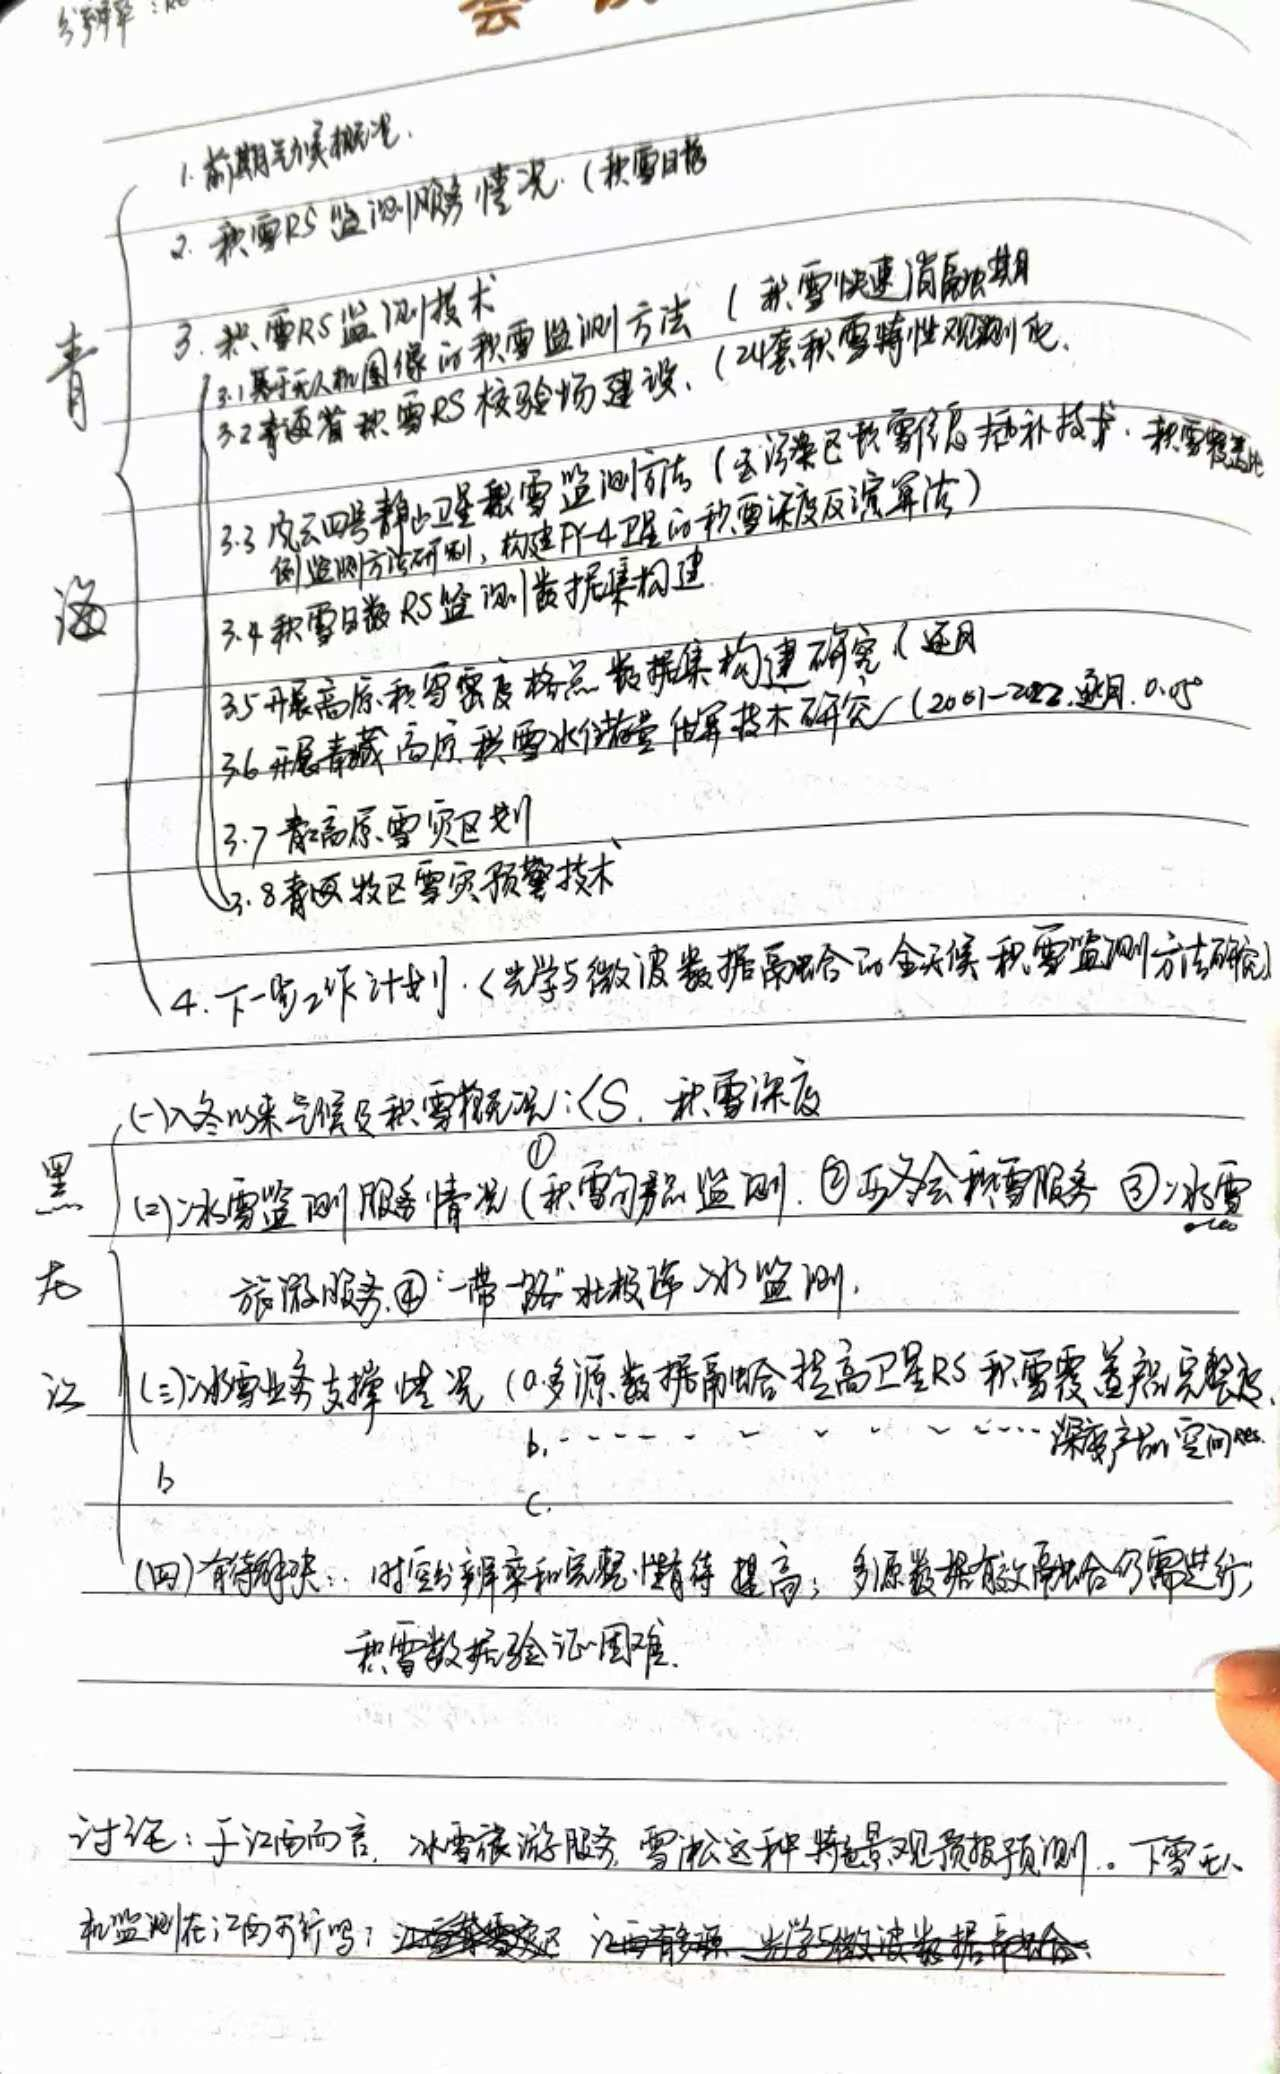 分辨率：
1. 前期气候概况.
2. 积雪RS监测服务情况.（积雪日报
3. 积雪RS监测技术
3.1 基于无人机图像的积雪监测方法（积雪快速消融期
3.2 青海省积雪RS校验场建设.（24套积雪特性观测仪.
3.3 风云四号静止卫星积雪监测方法（云污染区积雪信息插补技术. 积雪覆盖比
例监测方法研制，构建FY-4卫星的积雪深度反演算法）
3.4 积雪日数RS监测数据集构建
3.5 开展高原积雪密度格点数据集构建研究（逐月
3.6 开展青藏高原积雪水储量估算技术研究（2001-2022.逐月.0.05°
3.7 高原雪灾区划
3.8 青海牧区雪灾预警技术
4. 下一步工作计划.（光学与微波数据融合的全天候积雪监测方法研究）
青海
(一)入冬以来气候及积雪概况：S. 积雪深度
(二)冰雪监测服务情况（①积雪产品监测. ②亚冬会积雪服务 ③冰雪
旅游服务.④"一带一路"北极海冰监测.
(三)冰雪业务支撑情况（a.多源数据融合提高卫星RS积雪覆盖产品完整度.
b. 深度产品空间res.
b
c.
(四)有待解决：时空分辨率和完整性有待提高；多源数据有效融合仍需进行；
积雪数据验证困难.
黑龙江
讨论：于江西而言，冰雪旅游服务，雪淞这种特色景观预报预测。下雪无人
机监测在江西可行吗？江西有多源 光学与微波数据融合